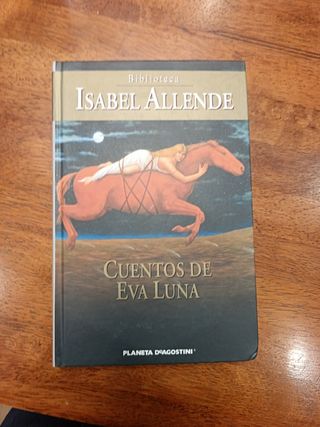 Biblioteca
ISABEL ALLENDE
CUENTOS DE
EVA LUNA
PLANETA DEAGOSTINI